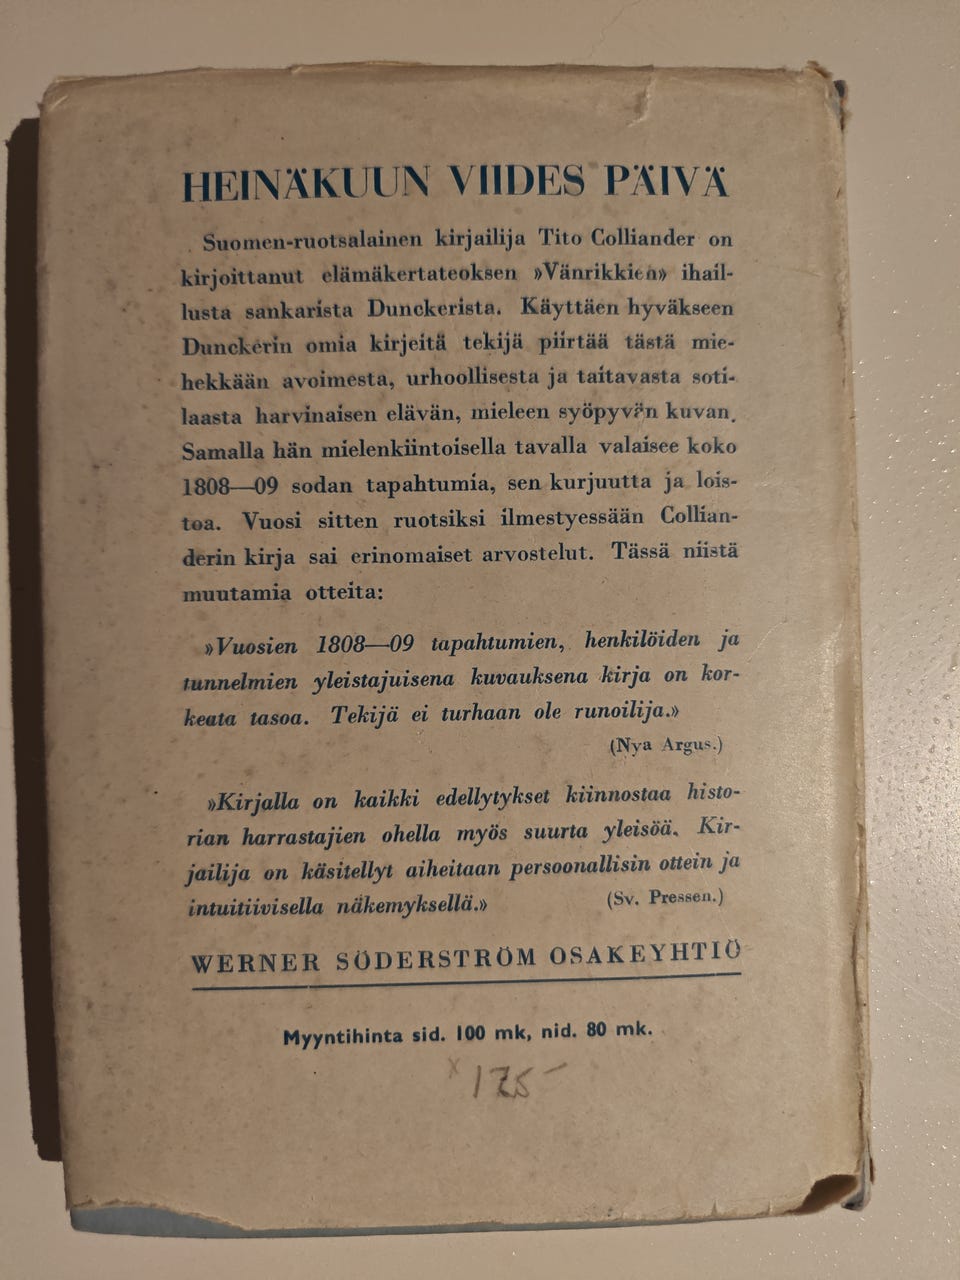 HEINÄKUUN VIIDES PÄIVÄ
Suomen-ruotsalainen kirjailija Tito Colliander on
kirjoittanut elämäkertateoksen »Vänrikkien» ihail-
lusta sankarista Dunckerista. Käyttäen hyväkseen
Dunckerin omia kirjeitä tekijä piirtää tästä mie-
hekkään avoimesta, urhoollisesta ja taitavasta soti-
laasta harvinaisen elävän, mieleen syöpyvän kuvan.
Samalla hän mielenkiintoisella tavalla valaisee koko
1808—09 sodan tapahtumia, sen kurjuutta ja lois-
toa. Vuosi sitten ruotsiksi ilmestyessään Collian-
derin kirja sai erinomaiset arvostelut. Tässä niistä
muutamia otteita:
»Vuosien 1808—09 tapahtumien, henkilöiden ja
tunnelmien yleistajuisena kuvauksena kirja on kor-
keata tasoa. Tekijä ei turhaan ole runoilija.»
(Nya Argus.)
»Kirjalla on kaikki edellytykset kiinnostaa histo-
rian harrastajien ohella myös suurta yleisöä. Kir-
jailija on käsitellyt aiheitaan persoonallisin ottein ja
intuitiivisella näkemyksellä.» (Sv. Pressen.)
WERNER SÖDERSTRÖM OSAKEYHTIÖ
Myyntihinta sid. 100 mk, nid. 80 mk.
x 175—